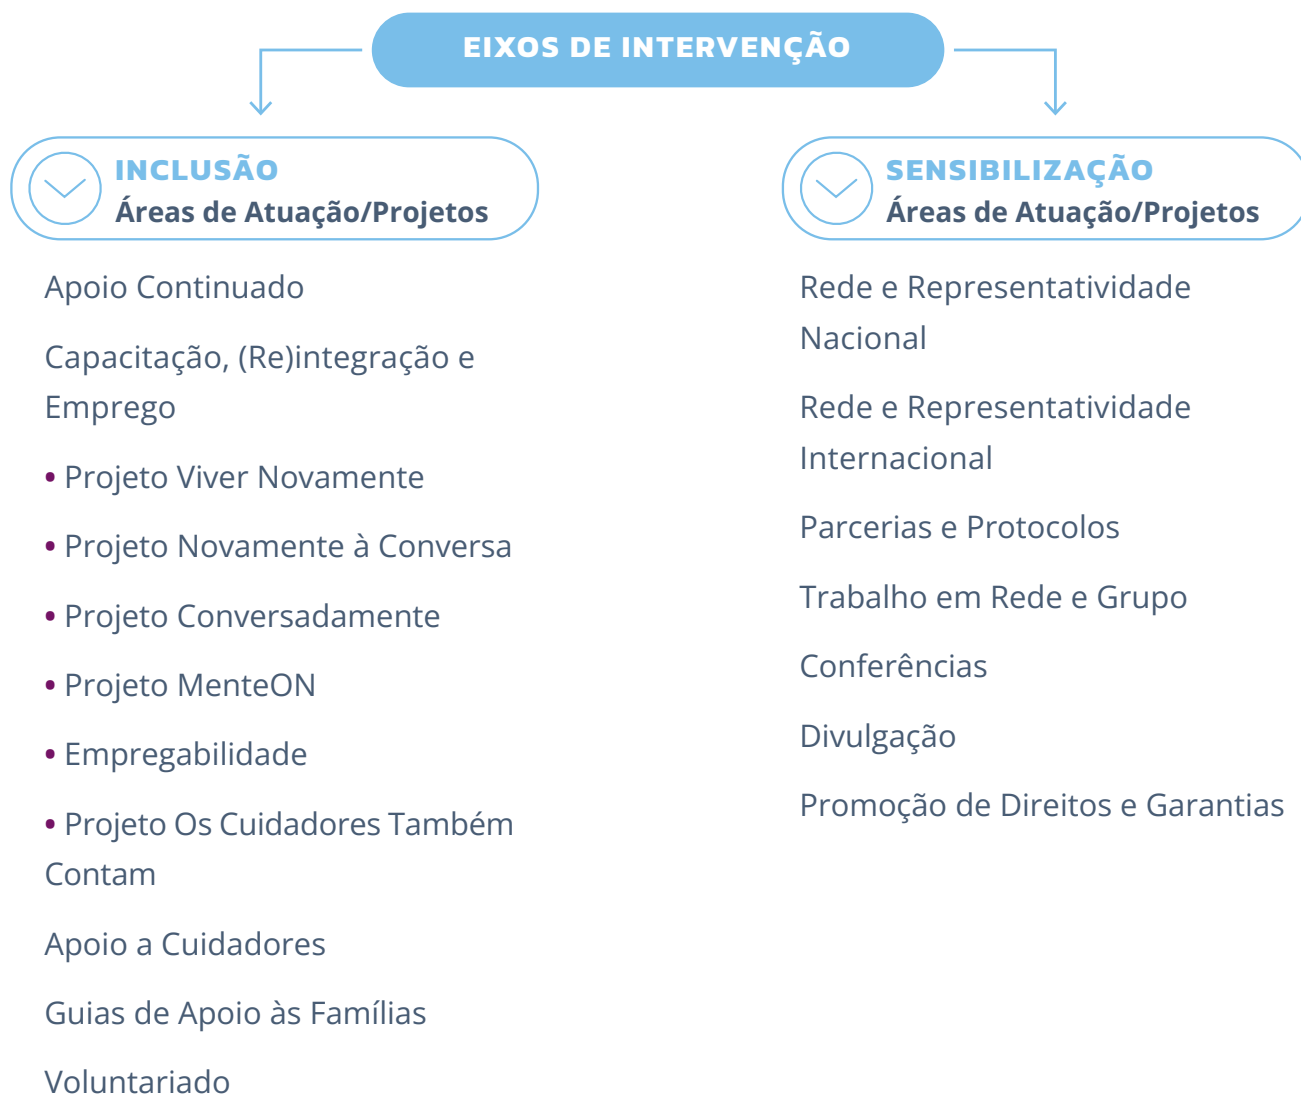 EIXOS DE INTERVENÇÃO
INCLUSÃO
Áreas de Atuação/Projetos
Apoio Continuado
Capacitação, (Re)integração e
Emprego
• Projeto Viver Novamente
• Projeto Novamente à Conversa
• Projeto Conversadamente
• Projeto MenteON
• Empregabilidade
• Projeto Os Cuidadores Também
Contam
Apoio a Cuidadores
Guias de Apoio às Famílias
Voluntariado
SENSIBILIZAÇÃO
Áreas de Atuação/Projetos
Rede e Representatividade
Nacional
Rede e Representatividade
Internacional
Parcerias e Protocolos
Trabalho em Rede e Grupo
Conferências
Divulgação
Promoção de Direitos e Garantias